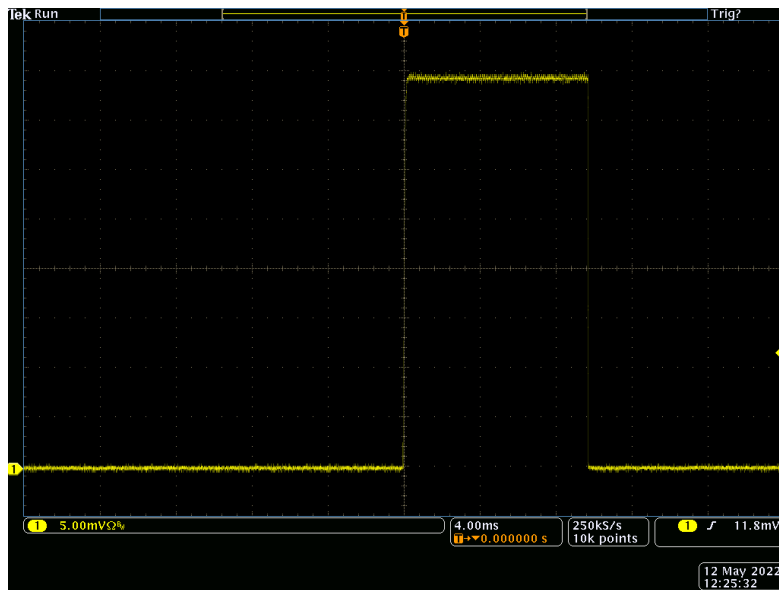 Tek Run Trig?
T
T
1
1 5.00mVΩ 4.00ms 250kS/s 1 11.8mV
T→▼0.000000 s 10k points
12 May 2022
12:25:32